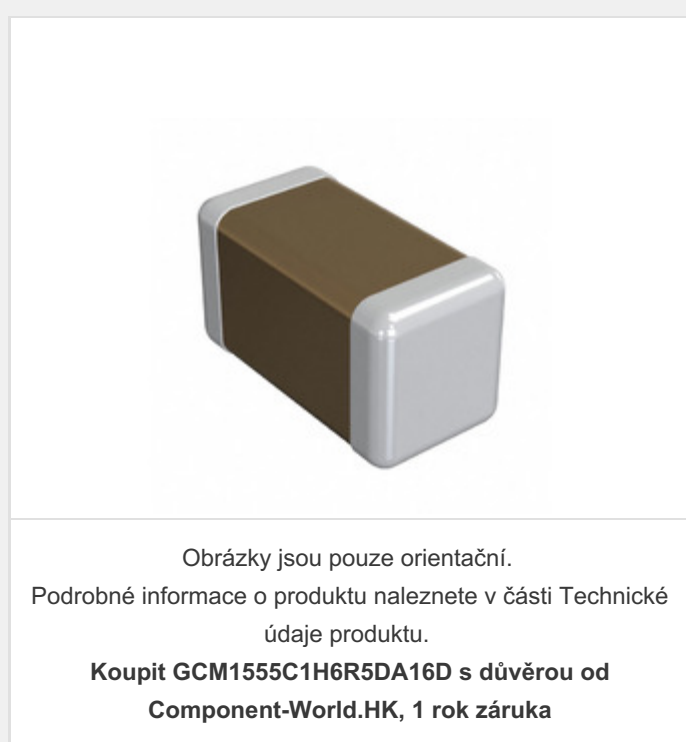 Obrázky jsou pouze orientační.
Podrobné informace o produktu naleznete v části Technické
údaje produktu.
Koupit GCM1555C1H6R5DA16D s důvěrou od
Component-World.HK, 1 rok záruka